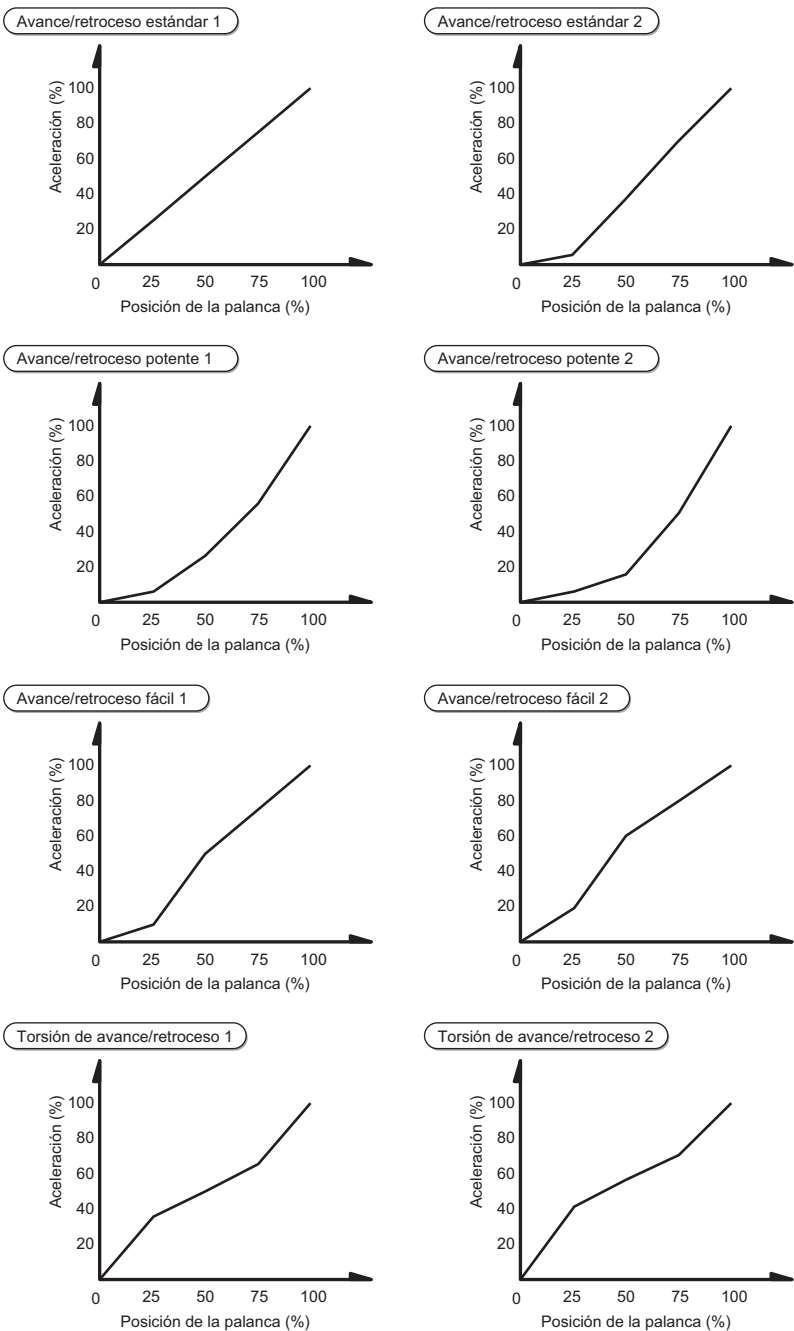 Avance/retroceso estándar 1
Aceleración (%)
100
80
60
40
20
0 25 50 75 100
Posición de la palanca (%)
Avance/retroceso estándar 2
Aceleración (%)
100
80
60
40
20
0 25 50 75 100
Posición de la palanca (%)
Avance/retroceso potente 1
Aceleración (%)
100
80
60
40
20
0 25 50 75 100
Posición de la palanca (%)
Avance/retroceso potente 2
Aceleración (%)
100
80
60
40
20
0 25 50 75 100
Posición de la palanca (%)
Avance/retroceso fácil 1
Aceleración (%)
100
80
60
40
20
0 25 50 75 100
Posición de la palanca (%)
Avance/retroceso fácil 2
Aceleración (%)
100
80
60
40
20
0 25 50 75 100
Posición de la palanca (%)
Torsión de avance/retroceso 1
Aceleración (%)
100
80
60
40
20
0 25 50 75 100
Posición de la palanca (%)
Torsión de avance/retroceso 2
Aceleración (%)
100
80
60
40
20
0 25 50 75 100
Posición de la palanca (%)